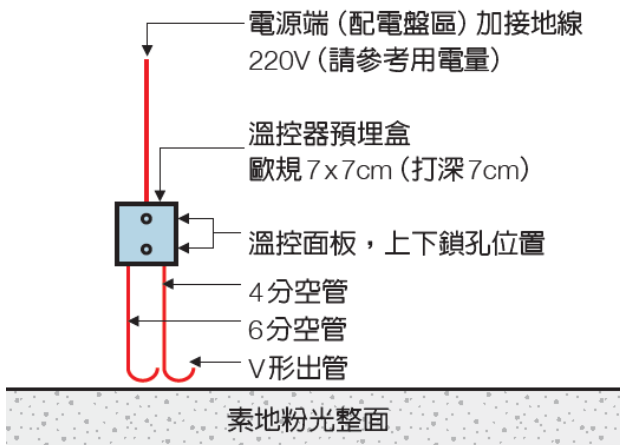 電源端(配電盤區)加接地線
220V(請參考用電量)
溫控器預埋盒
歐規7x7cm(打深7cm)
溫控面板，上下鎖孔位置
4分空管
6分空管
V形出管
素地粉光整面